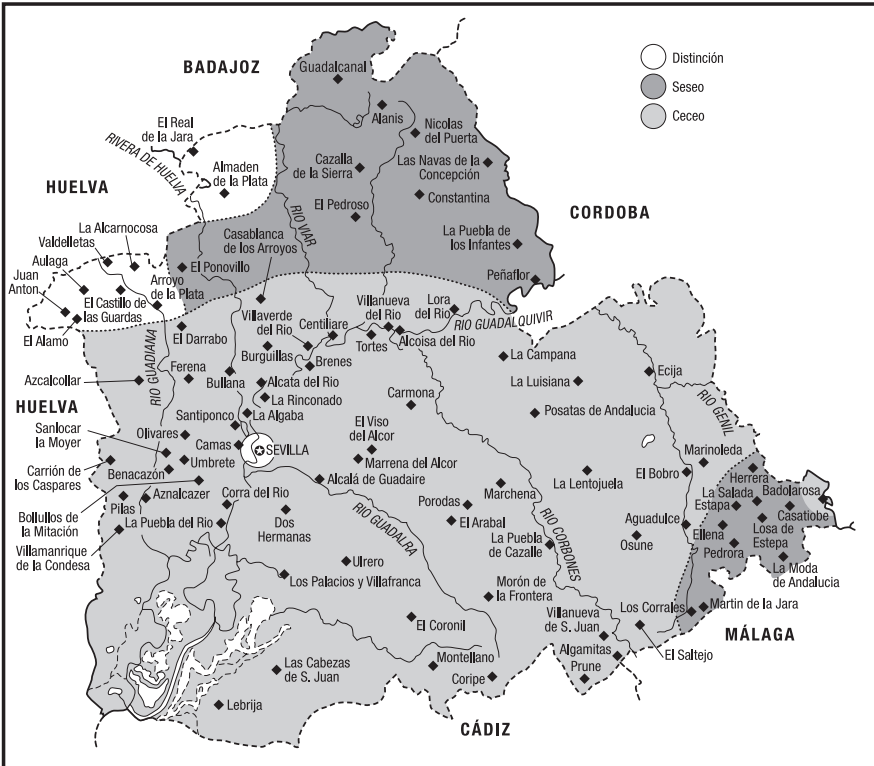 BADAJOZ
Guadalcanal
Distinción
Seseo
Ceceo
Alanis
El Real
de la Jara
Nicolas
del Puerta
RIVERA DE HUELVA
Almaden
de la Plata
Cazalla
de la Sierra
Las Navas de la
Concepción
HUELVA
Constantina
El Pedroso
CORDOBA
La Alcarnocosa
Valdelletas
Casablanca
de los Arroyos
RIO VIAR
La Puebla de
los Infantes
Aulaga
El Ponovillo
Peñaflor
Juan
Anton
Arroyo
de la Plata
El Castillo de
las Guardas
El Alamo
Villaverde
del Rio
Villanueva
del Rio
Lora
del Rio
RIO GUADALQUIVIR
El Darrabo
Centiliare
Tortes
Alcoisa del Rio
RIO GUADIANA
Burguillas
Brenes
La Campana
Ecija
Azcalcollar
Ferena
Bullana
Alcata del Rio
La Luisiana
La Rinconado
Carmona
HUELVA
Santiponco
La Algaba
Posatas de Andalucia
RIO GENIL
Sanlocar
la Moyer
Olivares
Camas
SEVILLA
El Viso
del Alcor
Marinoleda
Carrión de
los Caspares
Benacazón
Umbrete
Marrena del Alcor
La Lentojuela
El Bobro
Herrera
Alcalá de Guadaire
Marchena
La Salada
Estapa
Badolarosa
Pilas
Aznalcazer
Corra del Rio
Porodas
Casatiobe
Bollullos de
la Mitación
La Puebla del Rio
Dos
Hermanas
RIO GUADALRA
El Arabal
RIO CORBONES
Aguadulce
Ellena
Losa de
Estepa
Villamanrique
de la Condesa
La Puebla
de Cazalle
Osune
Pedrora
Ulrero
La Moda
de Andalucia
Los Palacios y Villafranca
Morón de
la Frontera
Villanueva
de S. Juan
Los Corrales
Martin de la Jara
El Coronil
MÁLAGA
Las Cabezas
de S. Juan
Montellano
Algamitas
El Saltejo
Coripe
Prune
Lebrija
CÁDIZ